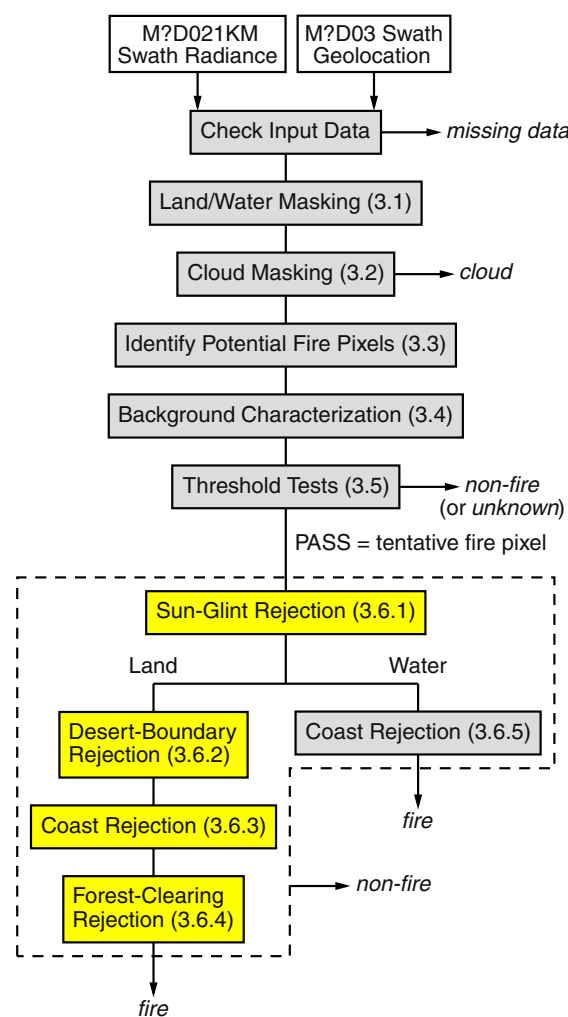 M?D021KM
Swath Radiance
M?D03 Swath
Geolocation
Check Input Data
missing data
Land/Water Masking (3.1)
Cloud Masking (3.2)
cloud
Identify Potential Fire Pixels (3.3)
Background Characterization (3.4)
Threshold Tests (3.5)
non-fire
(or unknown)
PASS = tentative fire pixel
Sun-Glint Rejection (3.6.1)
Land
Water
Desert-Boundary
Rejection (3.6.2)
Coast Rejection (3.6.5)
Coast Rejection (3.6.3)
fire
Forest-Clearing
Rejection (3.6.4)
non-fire
fire